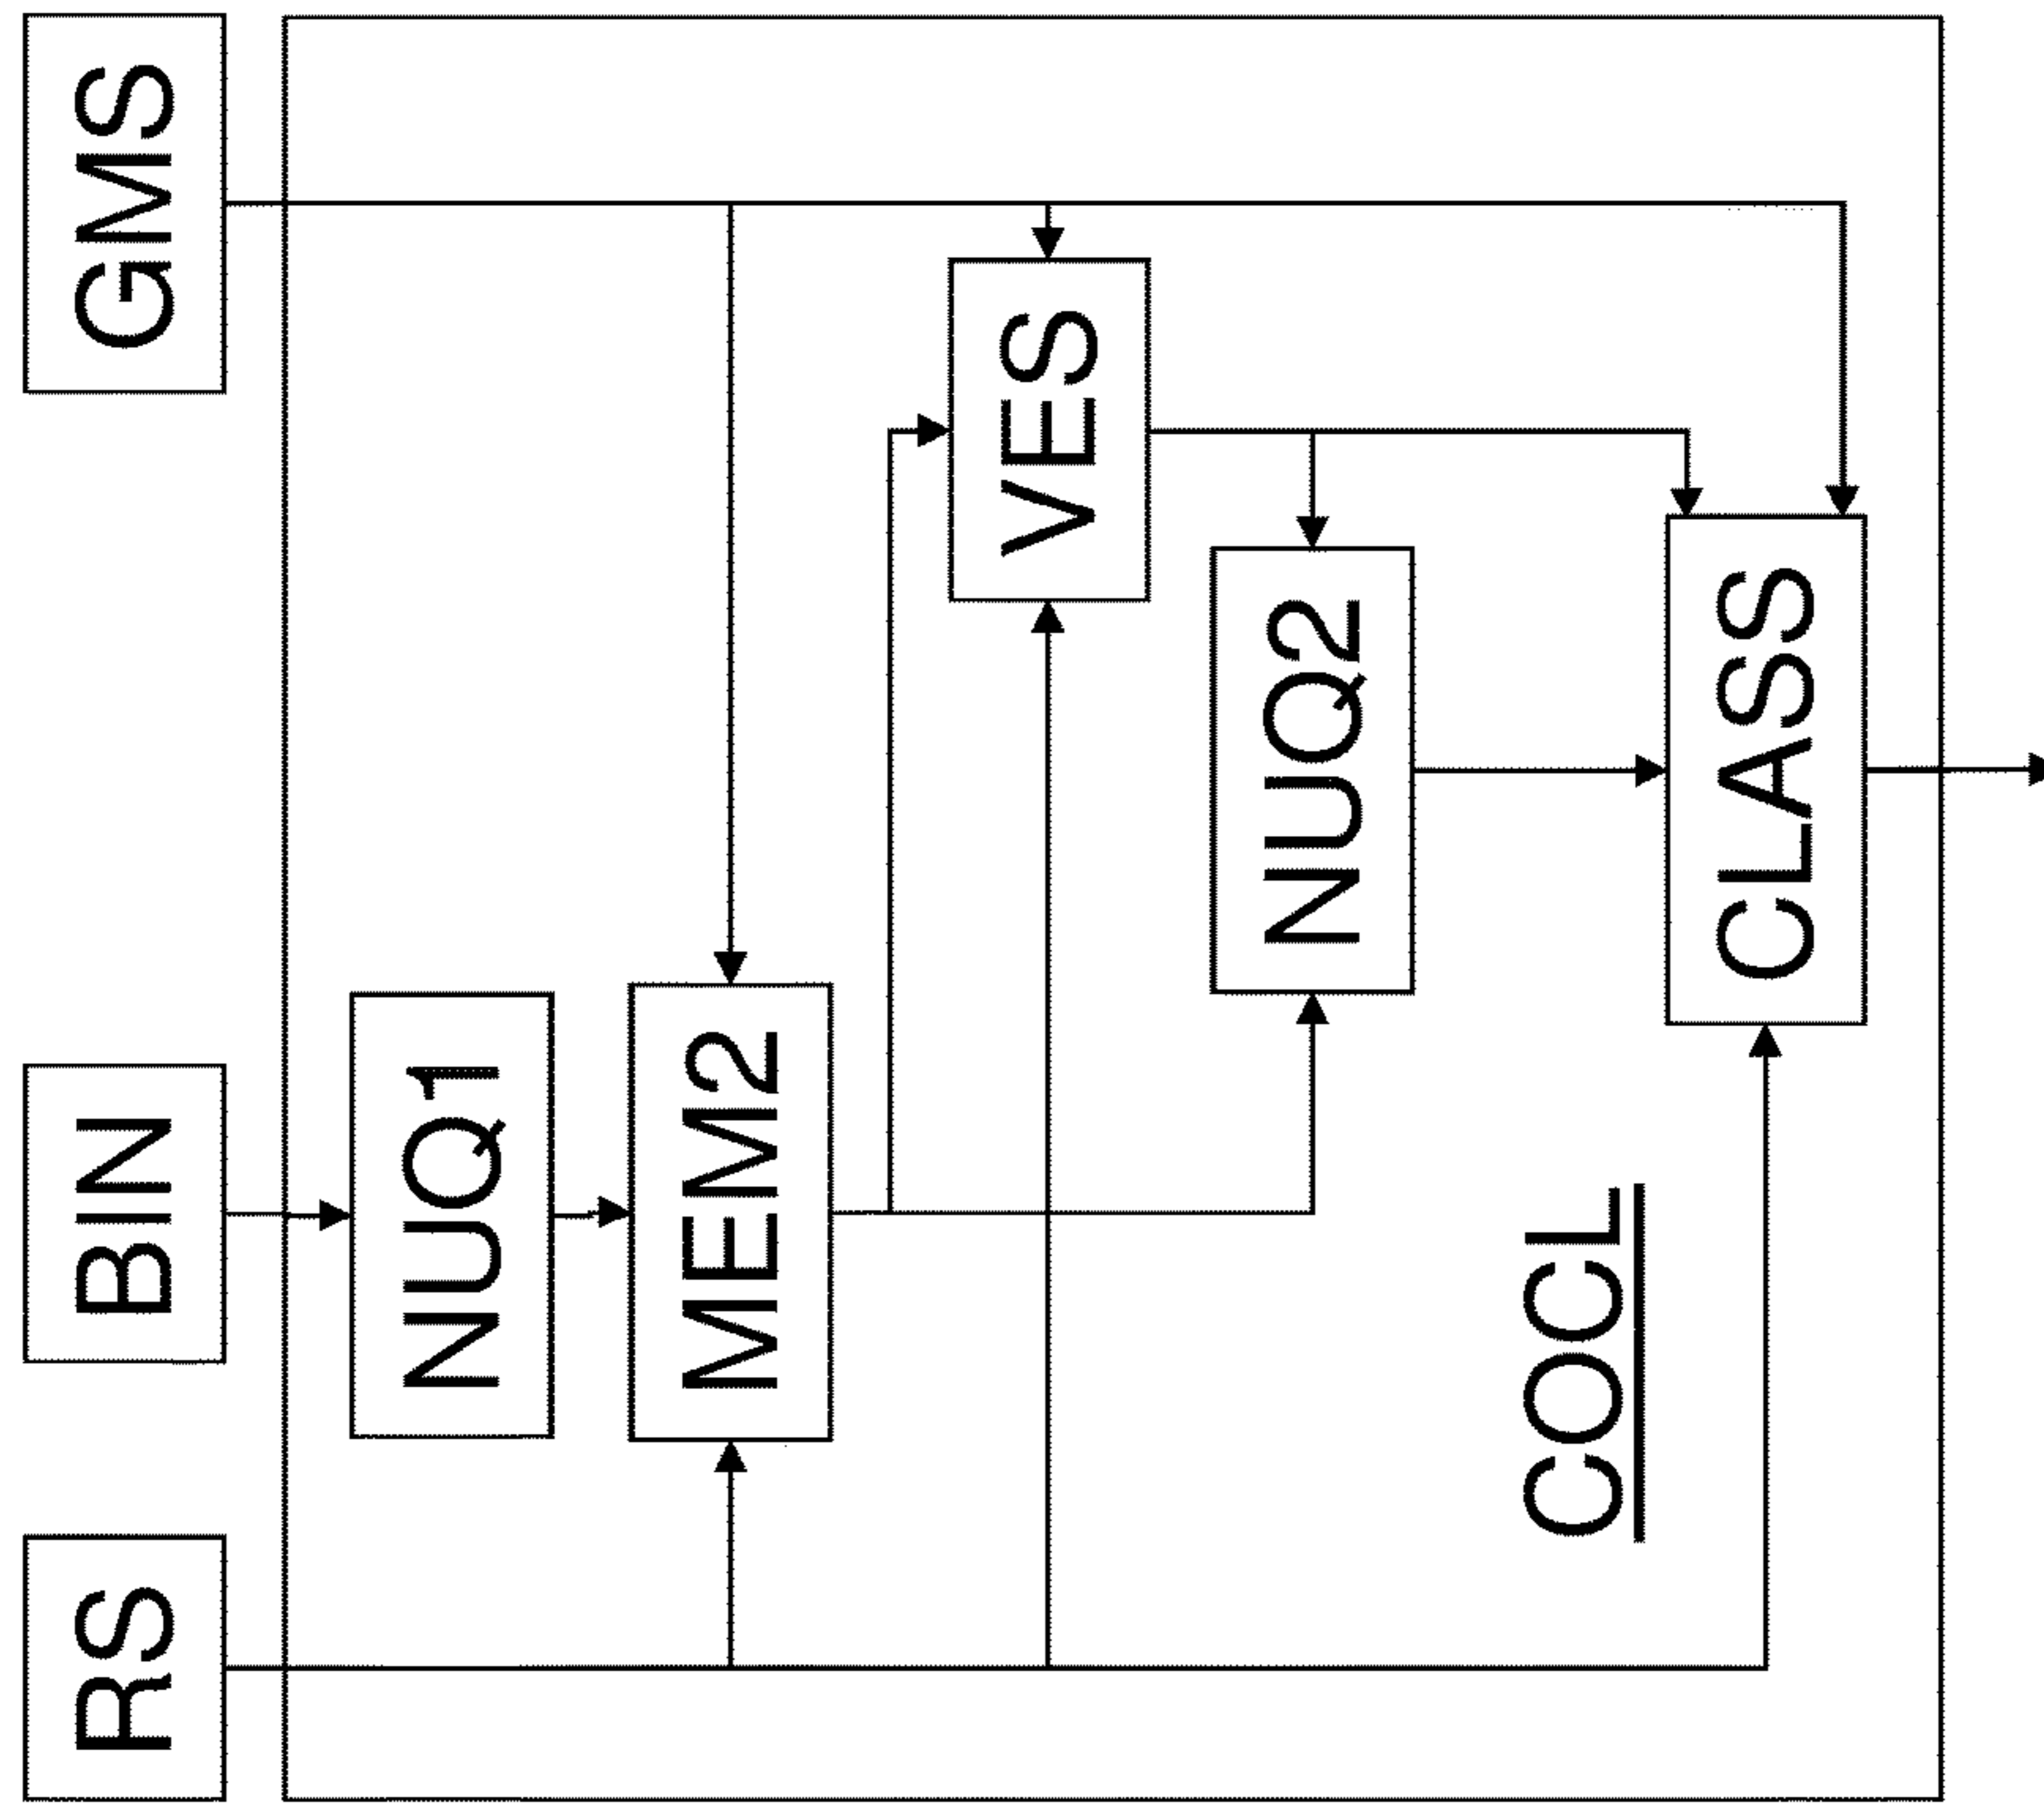 RS
BIN
GMS
NUQ1
MEM2
VES
NUQ2
CLASS
COCL